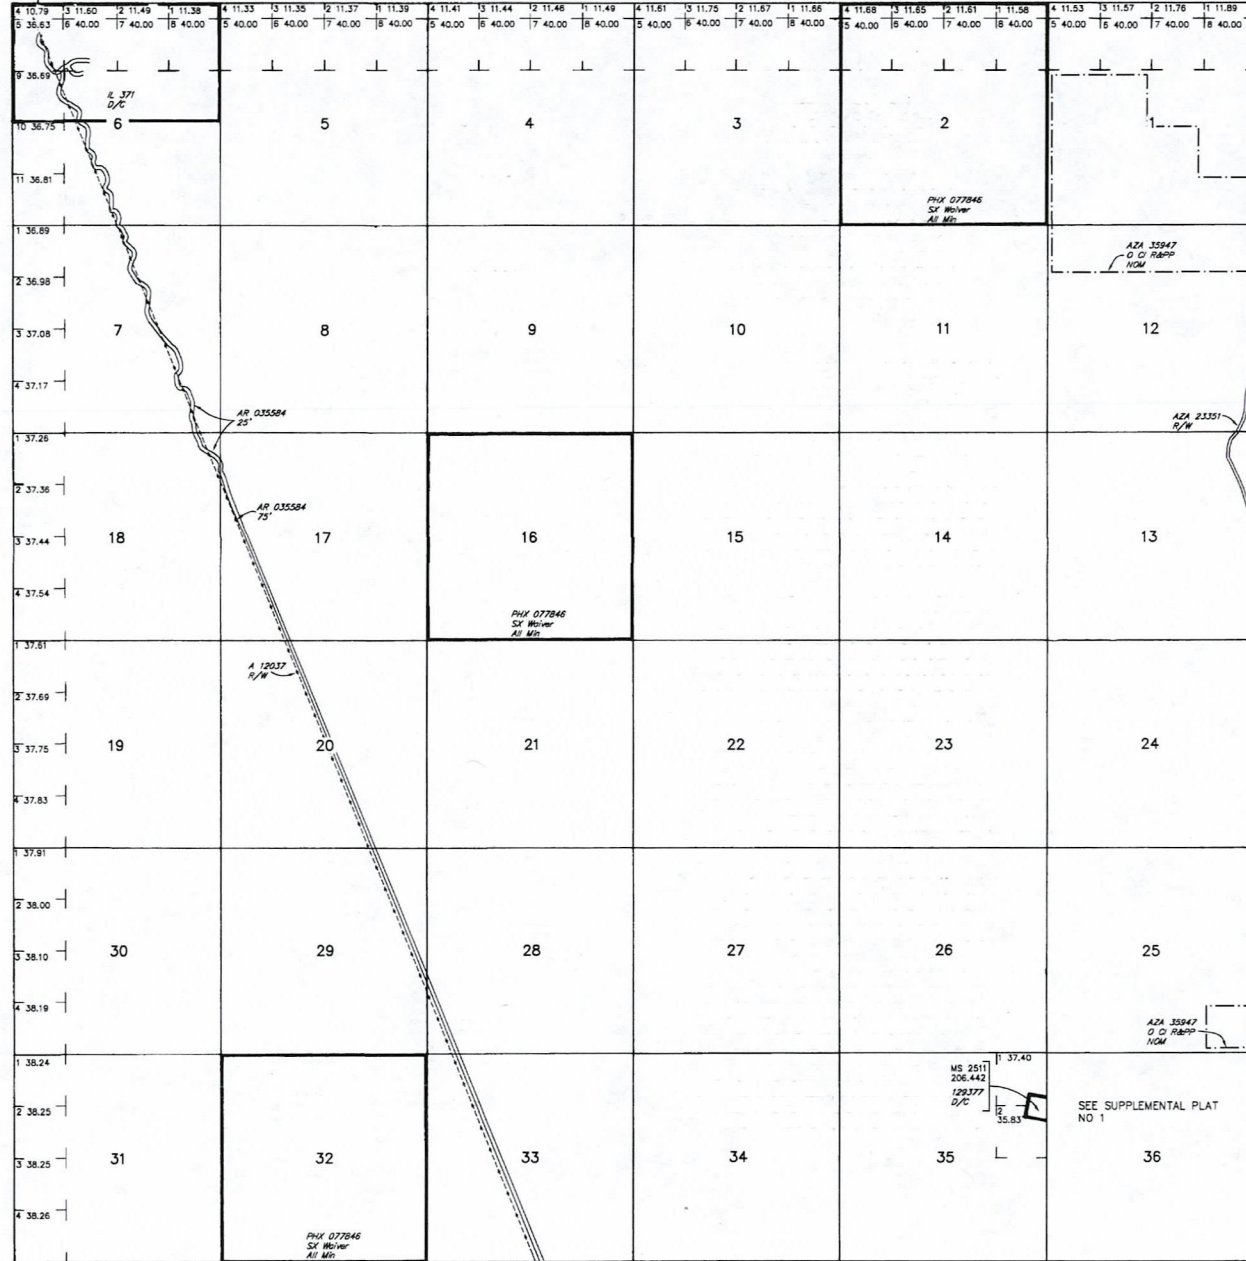 4 10.79 3 11.60 2 11.49 1 11.38 4 11.33 3 11.35 2 11.37 1 11.39 4 11.41 3 11.44 2 11.46 1 11.49 4 11.61 3 11.75 2 11.57 1 11.66 4 11.68 3 11.65 2 11.61 1 11.58 4 11.53 3 11.57 2 11.76 1 11.89
5 36.63 6 40.00 7 40.00 8 40.00 5 40.00 6 40.00 7 40.00 8 40.00 5 40.00 6 40.00 7 40.00 8 40.00 5 40.00 6 40.00 7 40.00 8 40.00 5 40.00 6 40.00 7 40.00 8 40.00 5 40.00 6 40.00 7 40.00 8 40.00
9 36.69
IL 371
D/C
10 36.75 6 5 4 3 2 1
11 36.81
PHX 077846
SX Waiver
All Min
1 36.89
AZA 35947
O Cl R&PP
NOM
2 36.98
3 37.08 7 8 9 10 11 12
4 37.17
AR 035584
25'
AZA 23351
R/W
1 37.26
2 37.36
AR 035584
75'
3 37.44 18 17 16 15 14 13
4 37.54
PHX 077846
SX Waiver
All Min
1 37.61
A 12037
R/W
2 37.69
3 37.75 19 20 21 22 23 24
4 37.83
1 37.91
2 38.00
3 38.10 30 29 28 27 26 25
4 38.19
AZA 35947
O Cl R&PP
NOM
1 38.24
1 37.40
MS 2511
206.442
129377
D/C
2 38.25
2
35.83
SEE SUPPLEMENTAL PLAT
NO 1
3 38.25 31 32 33 34 35 36
4 38.26
PHX 077846
SX Waiver
All Min